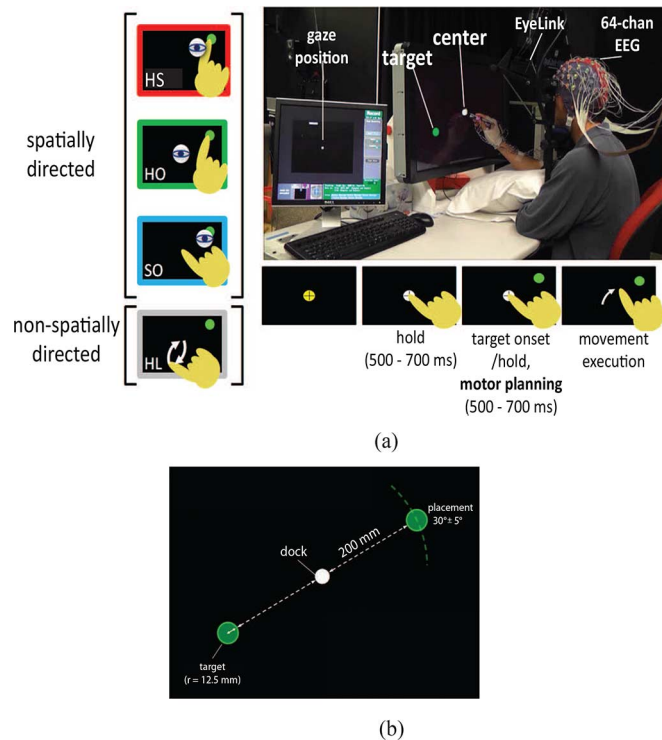 spatially
directed
HS
HO
SO
non-spatially
directed
HL
gaze
position
target
center
EyeLink
64-chan
EEG
hold
(500 - 700 ms)
target onset
/hold,
motor planning
(500 - 700 ms)
movement
execution
(a)
placement
30°± 5°
200 mm
dock
target
(r = 12.5 mm)
(b)